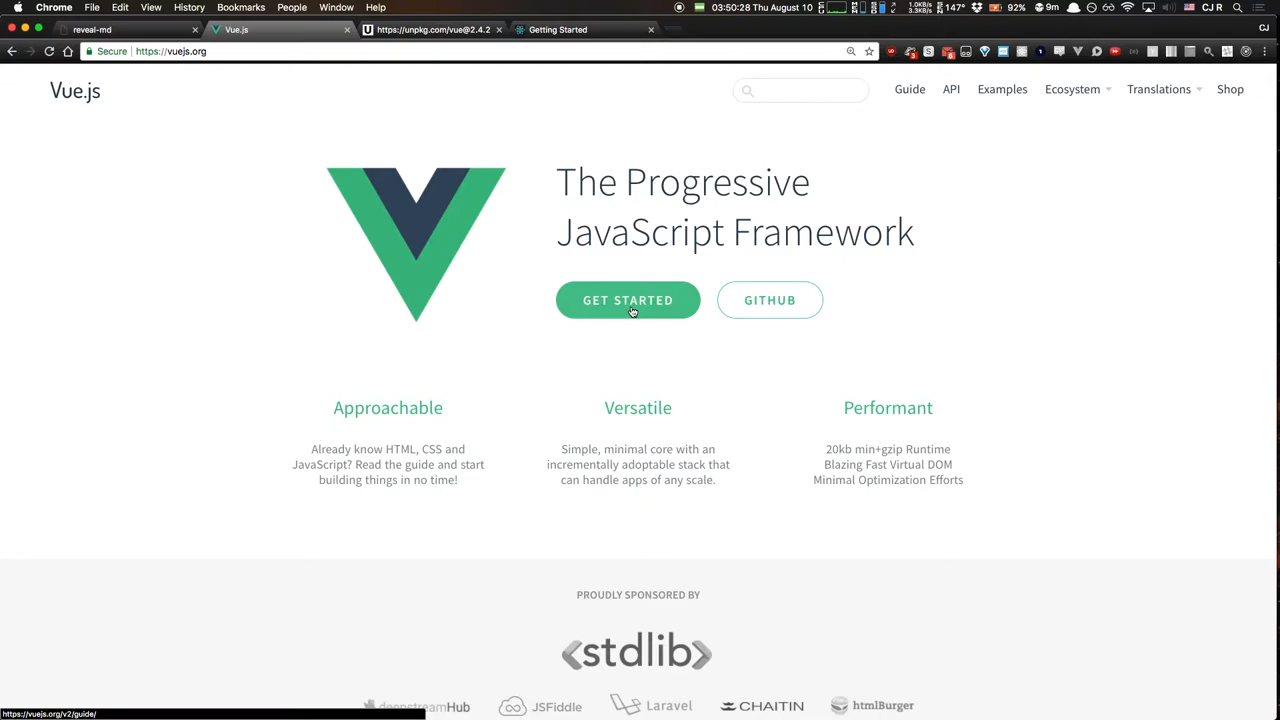 Chrome File Edit View History Bookmarks People Window Help 03:50:28 Thu August 10 147° 92% 9m CJ R
reveal-md Vue.js https://unpkg.com/vue@2.4.2 Getting Started CJ
Secure https://vuejs.org
Vue.js Guide API Examples Ecosystem Translations Shop
The Progressive
JavaScript Framework
GET STARTED GITHUB
Approachable Versatile Performant
Already know HTML, CSS and
JavaScript? Read the guide and start
building things in no time!
Simple, minimal core with an
incrementally adoptable stack that
can handle apps of any scale.
20kb min+gzip Runtime
Blazing Fast Virtual DOM
Minimal Optimization Efforts
PROUDLY SPONSORED BY
<stdlib>
deepstreamHub JSFiddle Laravel CHAITIN htmlBurger
https://vuejs.org/v2/guide/